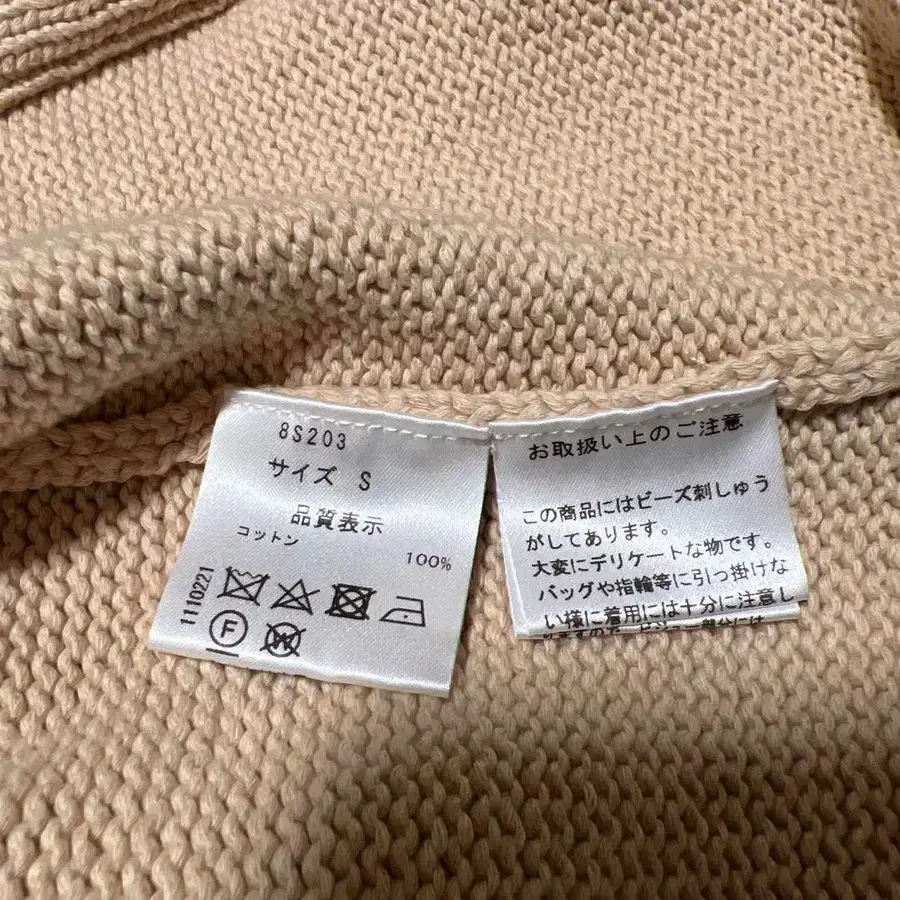 8S203
サイズ S
品質表示
コットン
100%
1110221
F
W
お取扱い上のご注意
この商品にはビーズ刺しゅう
がしてあります。
大変にデリケートな物です。
バッグや指輪等に引っ掛けな
い様に着用には十分に注意し